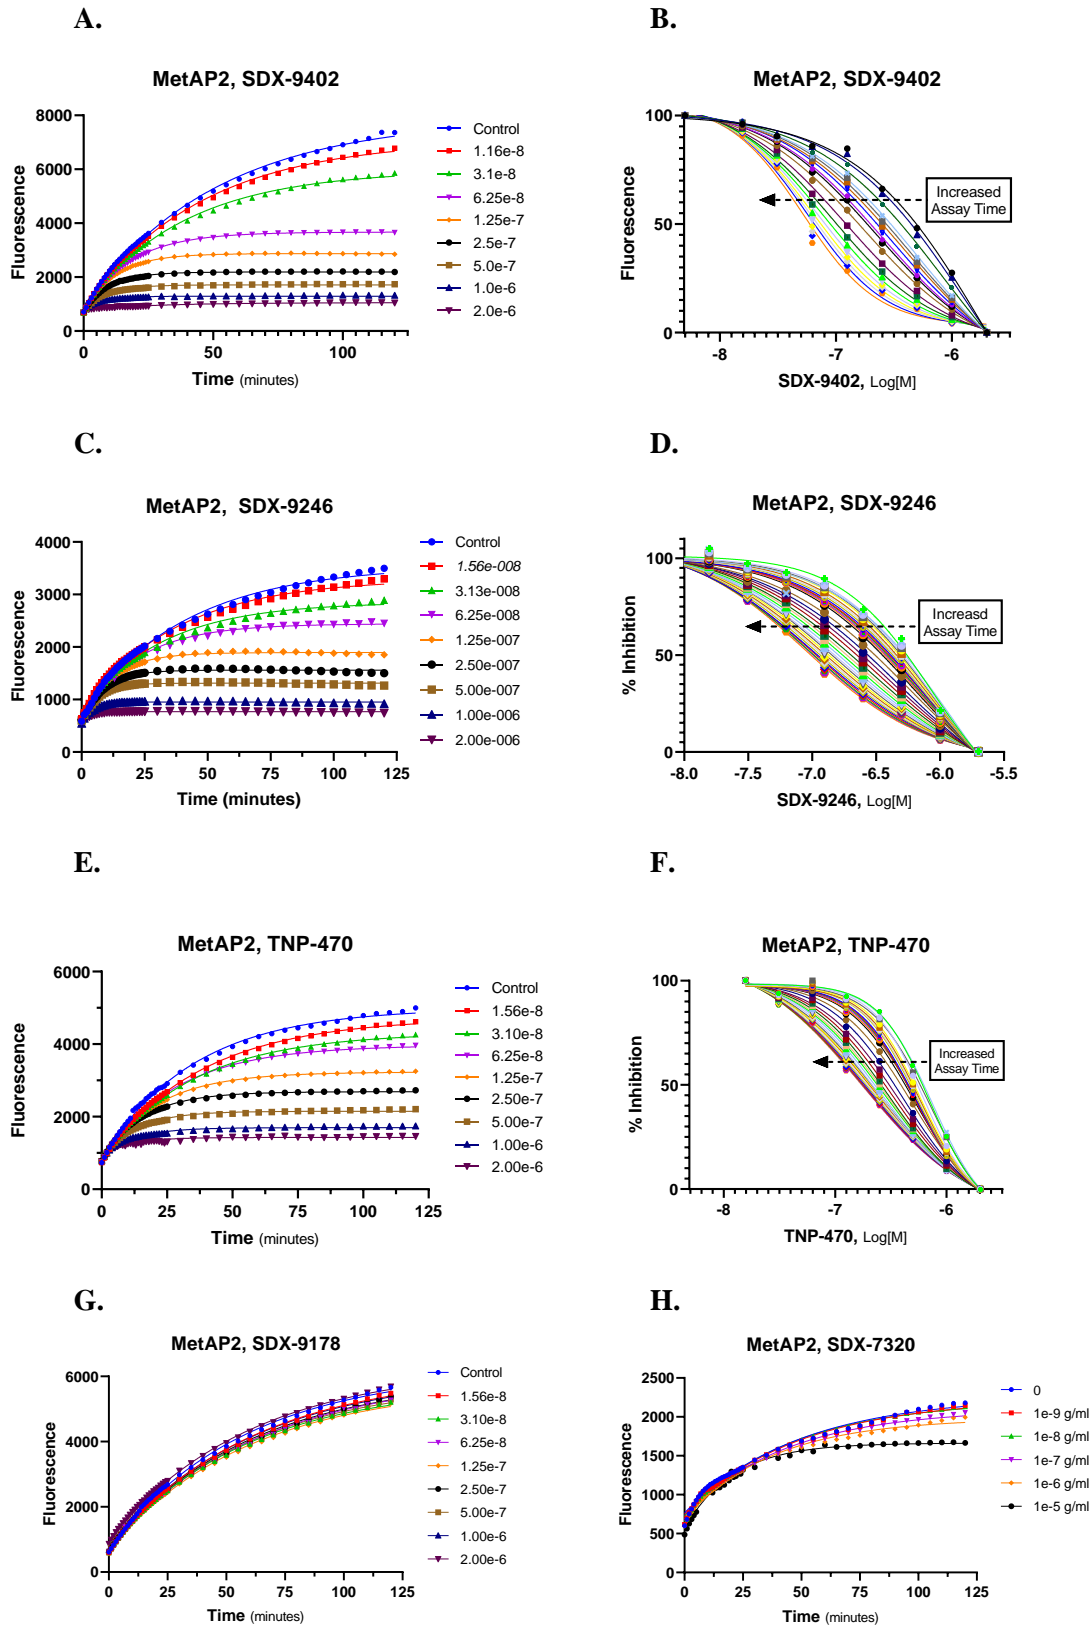 A.
MetAP2, SDX-9402
8000
6000
4000
2000
0
0
50
100
Fluorescence
Time (minutes)
Control
1.16e-8
3.1e-8
6.25e-8
1.25e-7
2.5e-7
5.0e-7
1.0e-6
2.0e-6
B.
MetAP2, SDX-9402
100
50
0
-8
-7
-6
Fluorescence
SDX-9402, Log[M]
Increased
Assay Time
C.
MetAP2, SDX-9246
4000
3000
2000
1000
0
0
25
50
75
100
125
Fluorescence
Time (minutes)
Control
1.56e-008
3.13e-008
6.25e-008
1.25e-007
2.50e-007
5.00e-007
1.00e-006
2.00e-006
D.
MetAP2, SDX-9246
100
50
0
-8.0
-7.5
-7.0
-6.5
-6.0
-5.5
% Inhibition
SDX-9246, Log[M]
Increasd
Assay Time
E.
MetAP2, TNP-470
6000
4000
2000
0
0
25
50
75
100
125
Fluorescence
Time (minutes)
Control
1.56e-8
3.10e-8
6.25e-8
1.25e-7
2.50e-7
5.00e-7
1.00e-6
2.00e-6
F.
MetAP2, TNP-470
100
50
0
-8
-7
-6
% Inhibition
TNP-470, Log[M]
Increased
Assay Time
G.
MetAP2, SDX-9178
6000
4000
2000
0
0
25
50
75
100
125
Fluorescence
Time (minutes)
Control
1.56e-8
3.10e-8
6.25e-8
1.25e-7
2.50e-7
5.00e-7
1.00e-6
2.00e-6
H.
MetAP2, SDX-7320
2500
2000
1500
1000
500
0
0
25
50
75
100
125
Fluorescence
Time (minutes)
0
1e-9 g/ml
1e-8 g/ml
1e-7 g/ml
1e-6 g/ml
1e-5 g/ml